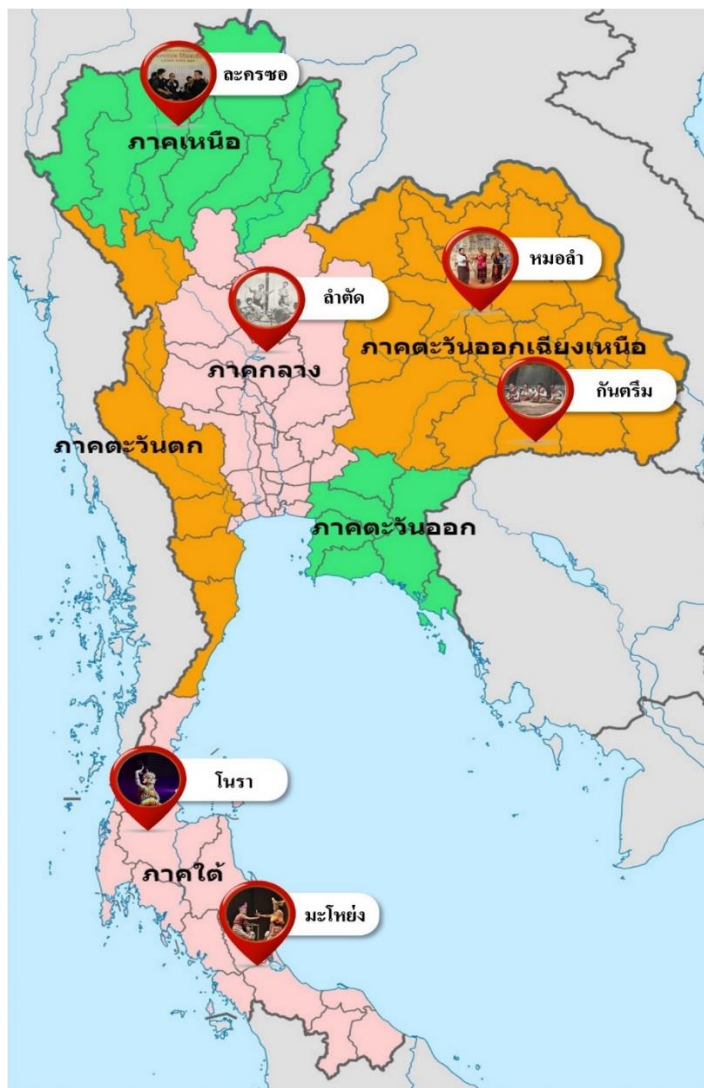 ละครซอ
ภาคเหนือ
หมอลำ
ลำตัด
ภาคตะวันออกเฉียงเหนือ
ภาคกลาง
กันตรึม
ภาคตะวันตก
ภาคตะวันออก
โนรา
ภาคใต้
มะโหย่ง